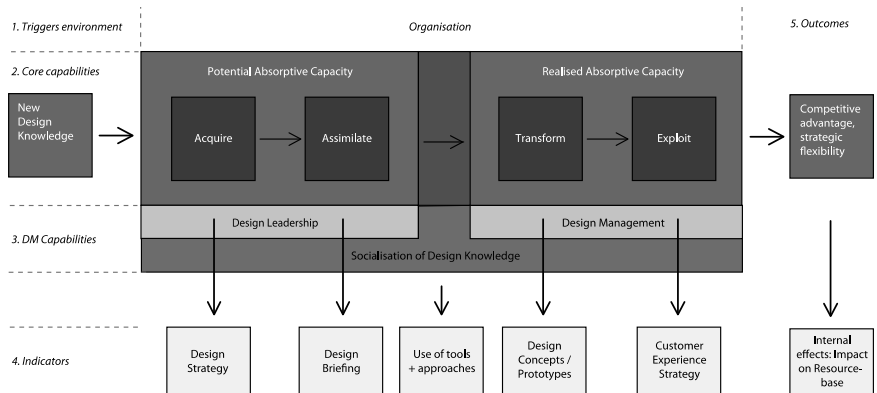 1. Triggers environment
Organisation
5. Outcomes
2. Core capabilities
Potential Absorptive Capacity
Realised Absorptive Capacity
New
Design
Knowledge
Acquire
Assimilate
Transform
Exploit
Competitive
advantage,
strategic
flexibility
Design Leadership
Design Management
3. DM Capabilities
Socialisation of Design Knowledge
4. Indicators
Design
Strategy
Design
Briefing
Use of tools
+ approaches
Design
Concepts /
Prototypes
Customer
Experience
Strategy
Internal
effects: Impact
on Resource-
base